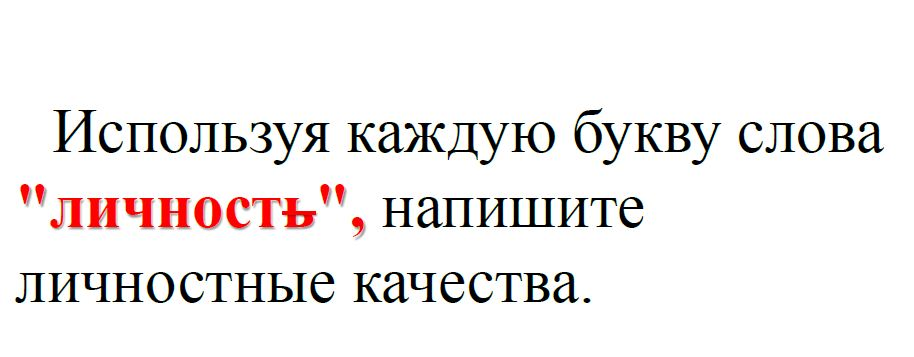 Используя каждую букву слова
"личность", напишите
личностные качества.